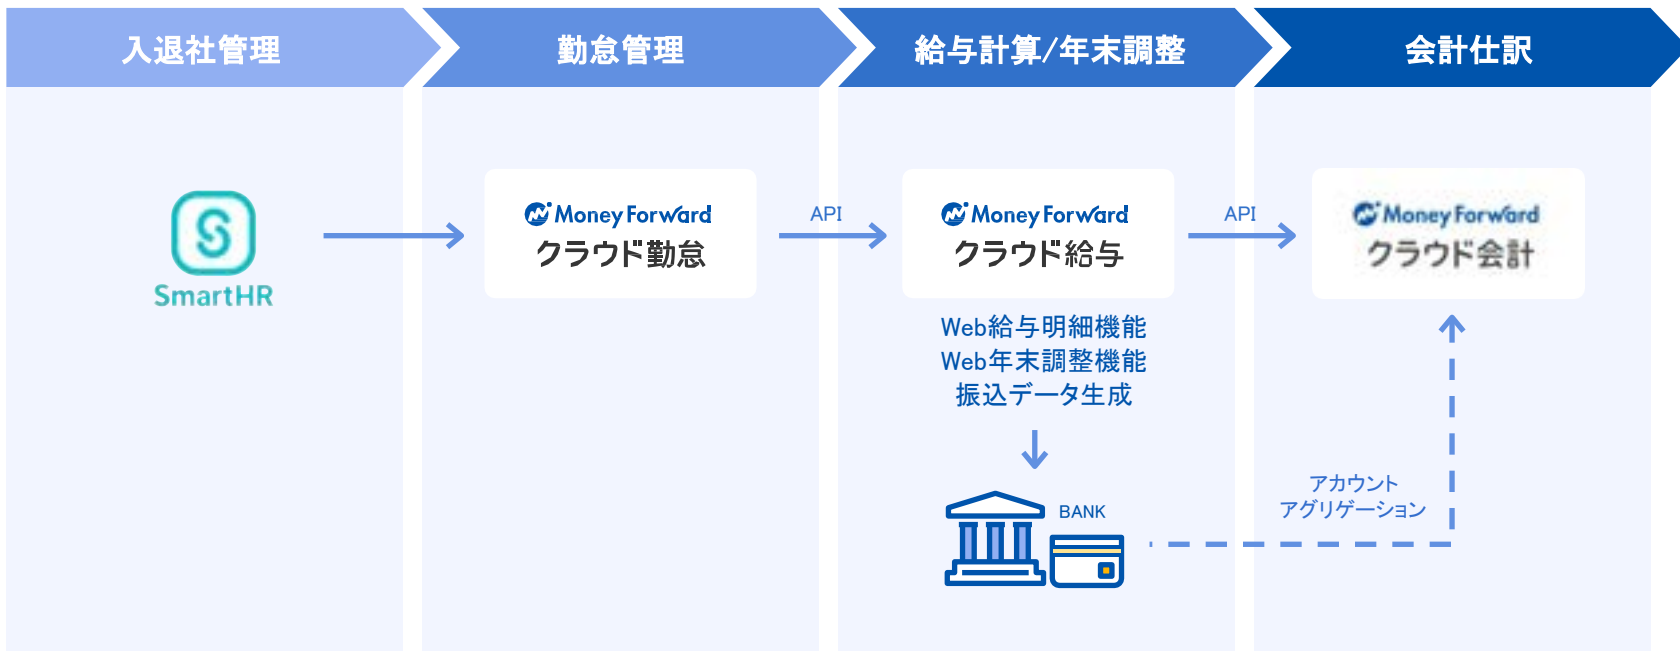 入退社管理
勤怠管理
給与計算/年末調整
会計仕訳
SmartHR
Money Forward
クラウド勤怠
API
Money Forward
クラウド給与
Web給与明細機能
Web年末調整機能
振込データ生成
BANK
API
Money Forward
クラウド会計
アカウント
アグリゲーション